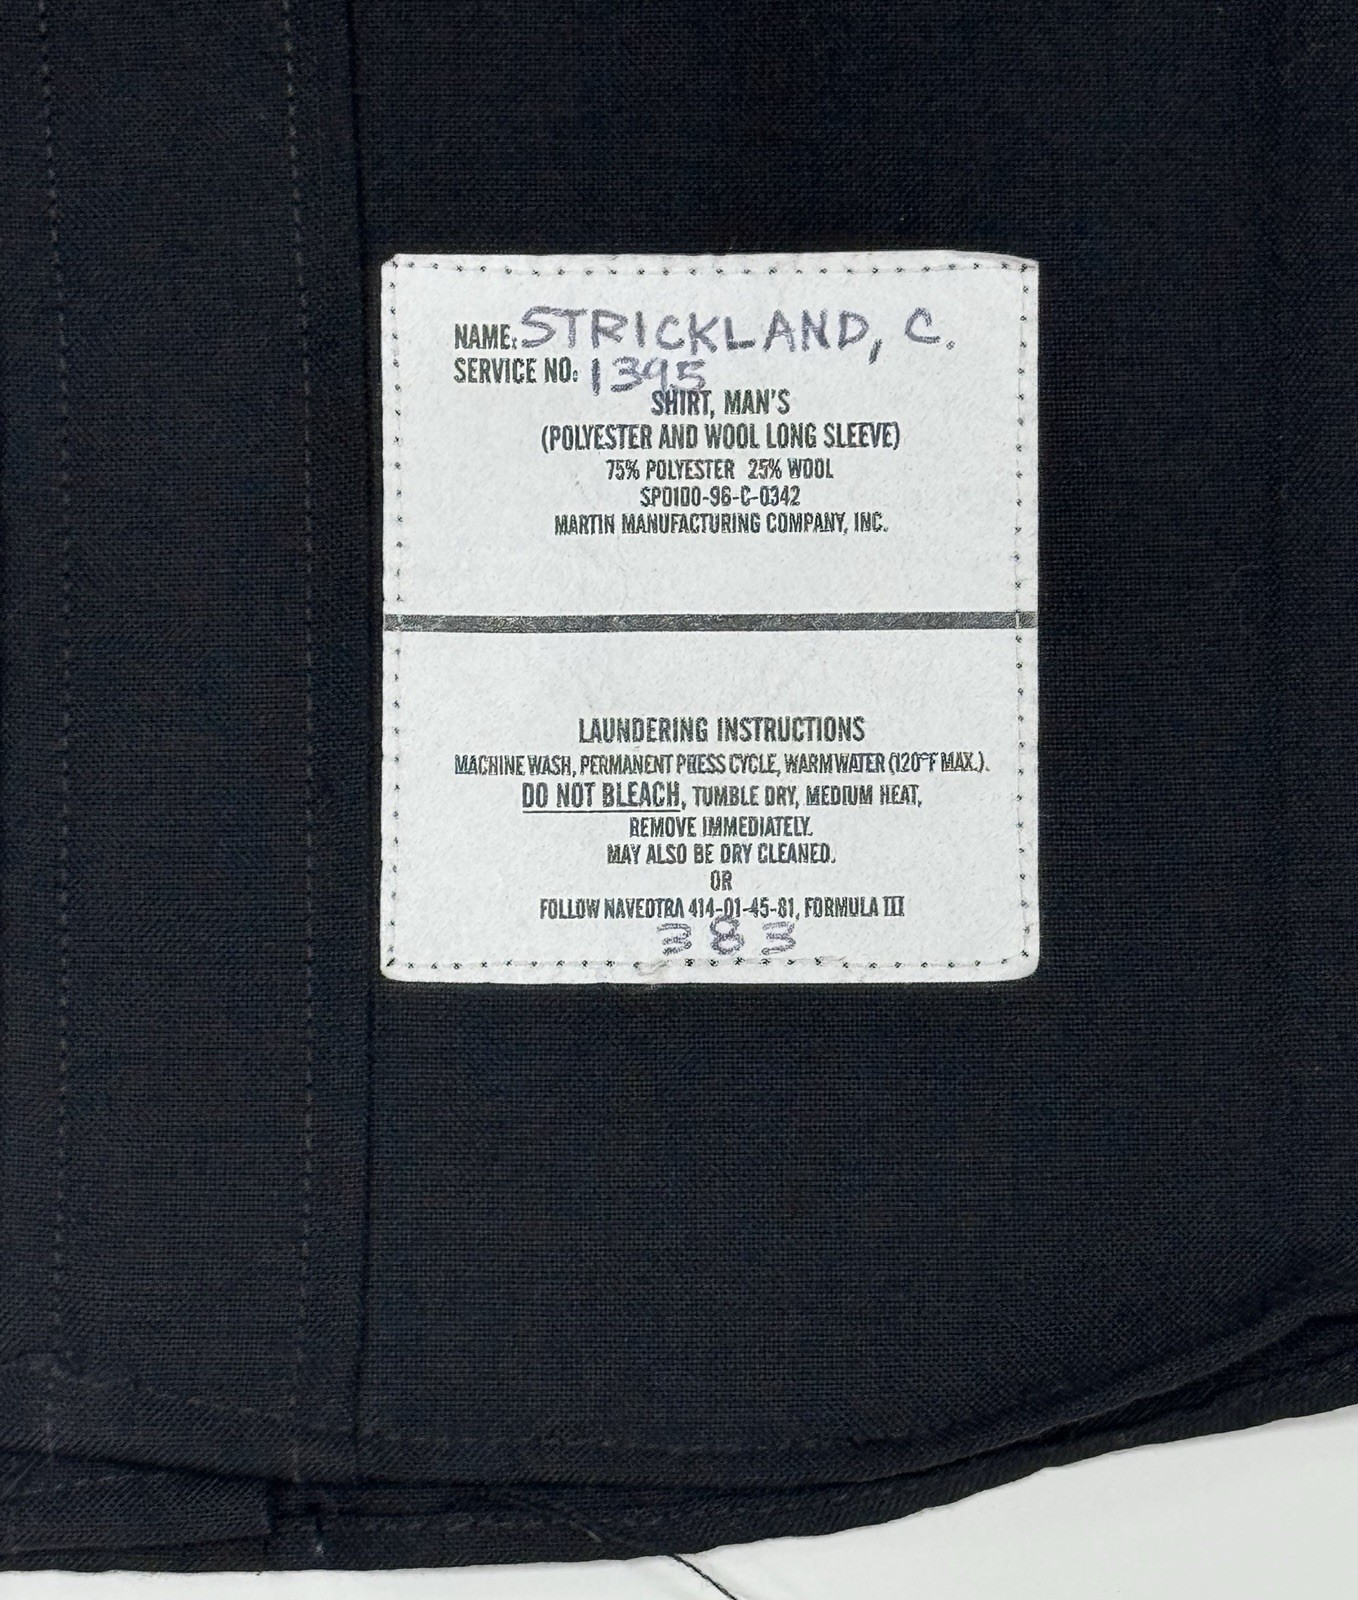 NAME: STRICKLAND, C.
SERVICE NO: 1395
SHIRT, MAN'S
(POLYESTER AND WOOL LONG SLEEVE)
75% POLYESTER 25% WOOL
SPO100-96-C-0342
MARTIN MANUFACTURING COMPANY, INC.
LAUNDERING INSTRUCTIONS
MACHINE WASH, PERMANENT PRESS CYCLE, WARM WATER (120°F MAX.).
DO NOT BLEACH, TUMBLE DRY, MEDIUM HEAT,
REMOVE IMMEDIATELY.
MAY ALSO BE DRY CLEANED.
OR
FOLLOW NAVEDTRA 414-01-45-81, FORMULA III
383